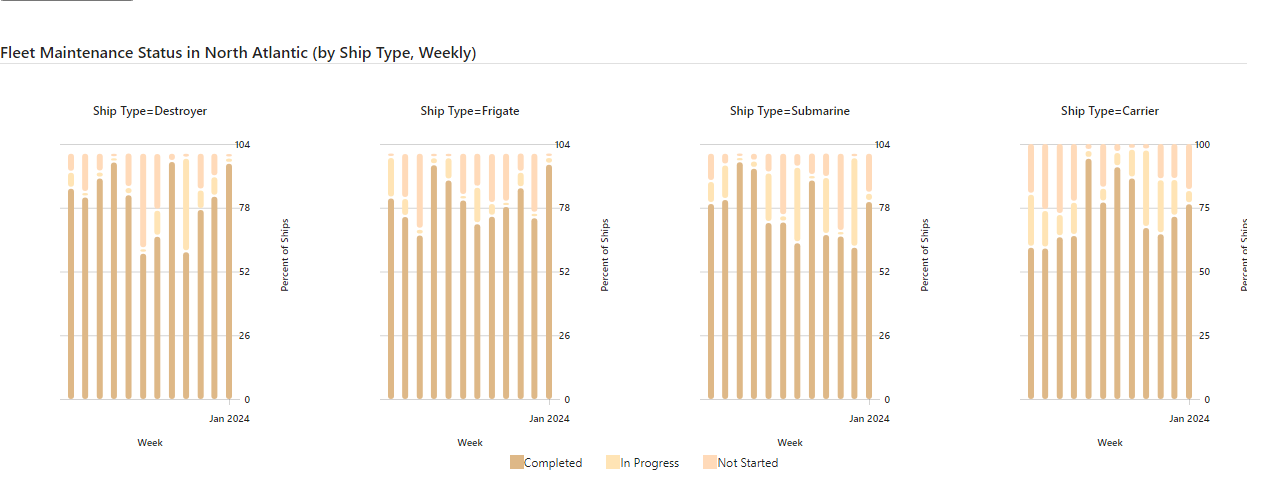 Fleet Maintenance Status in North Atlantic (by Ship Type, Weekly)
Ship Type=Destroyer
104
78
52
26
0
Percent of Ships
Jan 2024
Week
Ship Type=Frigate
104
78
52
26
0
Percent of Ships
Jan 2024
Week
Ship Type=Submarine
104
78
52
26
0
Percent of Ships
Jan 2024
Week
Ship Type=Carrier
100
75
50
25
0
Percent of Ships
Jan 2024
Week
Completed
In Progress
Not Started